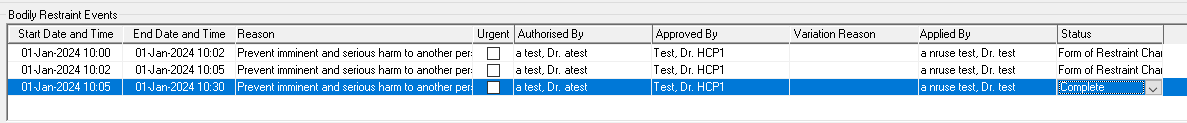 Bodily Restraint Events
Start Date and Time End Date and Time Reason Urgent Authorised By Approved By Variation Reason Applied By Status
01-Jan-2024 10:00 01-Jan-2024 10:02 Prevent imminent and serious harm to another per: a test, Dr. atest Test, Dr. HCP1 a nruse test, Dr. test Form of Restraint Char
01-Jan-2024 10:02 01-Jan-2024 10:05 Prevent imminent and serious harm to another per: a test, Dr. atest Test, Dr. HCP1 a nruse test, Dr. test Form of Restraint Char
01-Jan-2024 10:05 01-Jan-2024 10:30 Prevent imminent and serious harm to another per: a test, Dr. atest Test, Dr. HCP1 a nruse test, Dr. test Complete